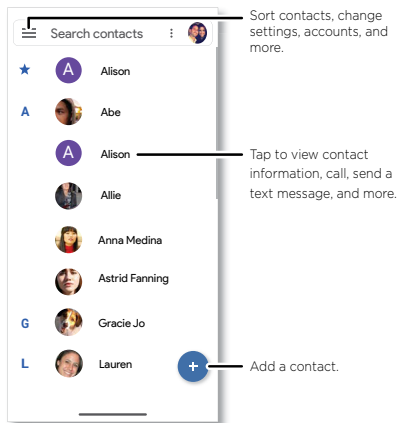 Search contacts
Sort contacts, change
settings, accounts, and
more.
A
Alison
A
Abe
A
Alison
Tap to view contact
information, call, send a
text message, and more.
Allie
Anna Medina
Astrid Fanning
G
Gracie Jo
L
Lauren
+
Add a contact.